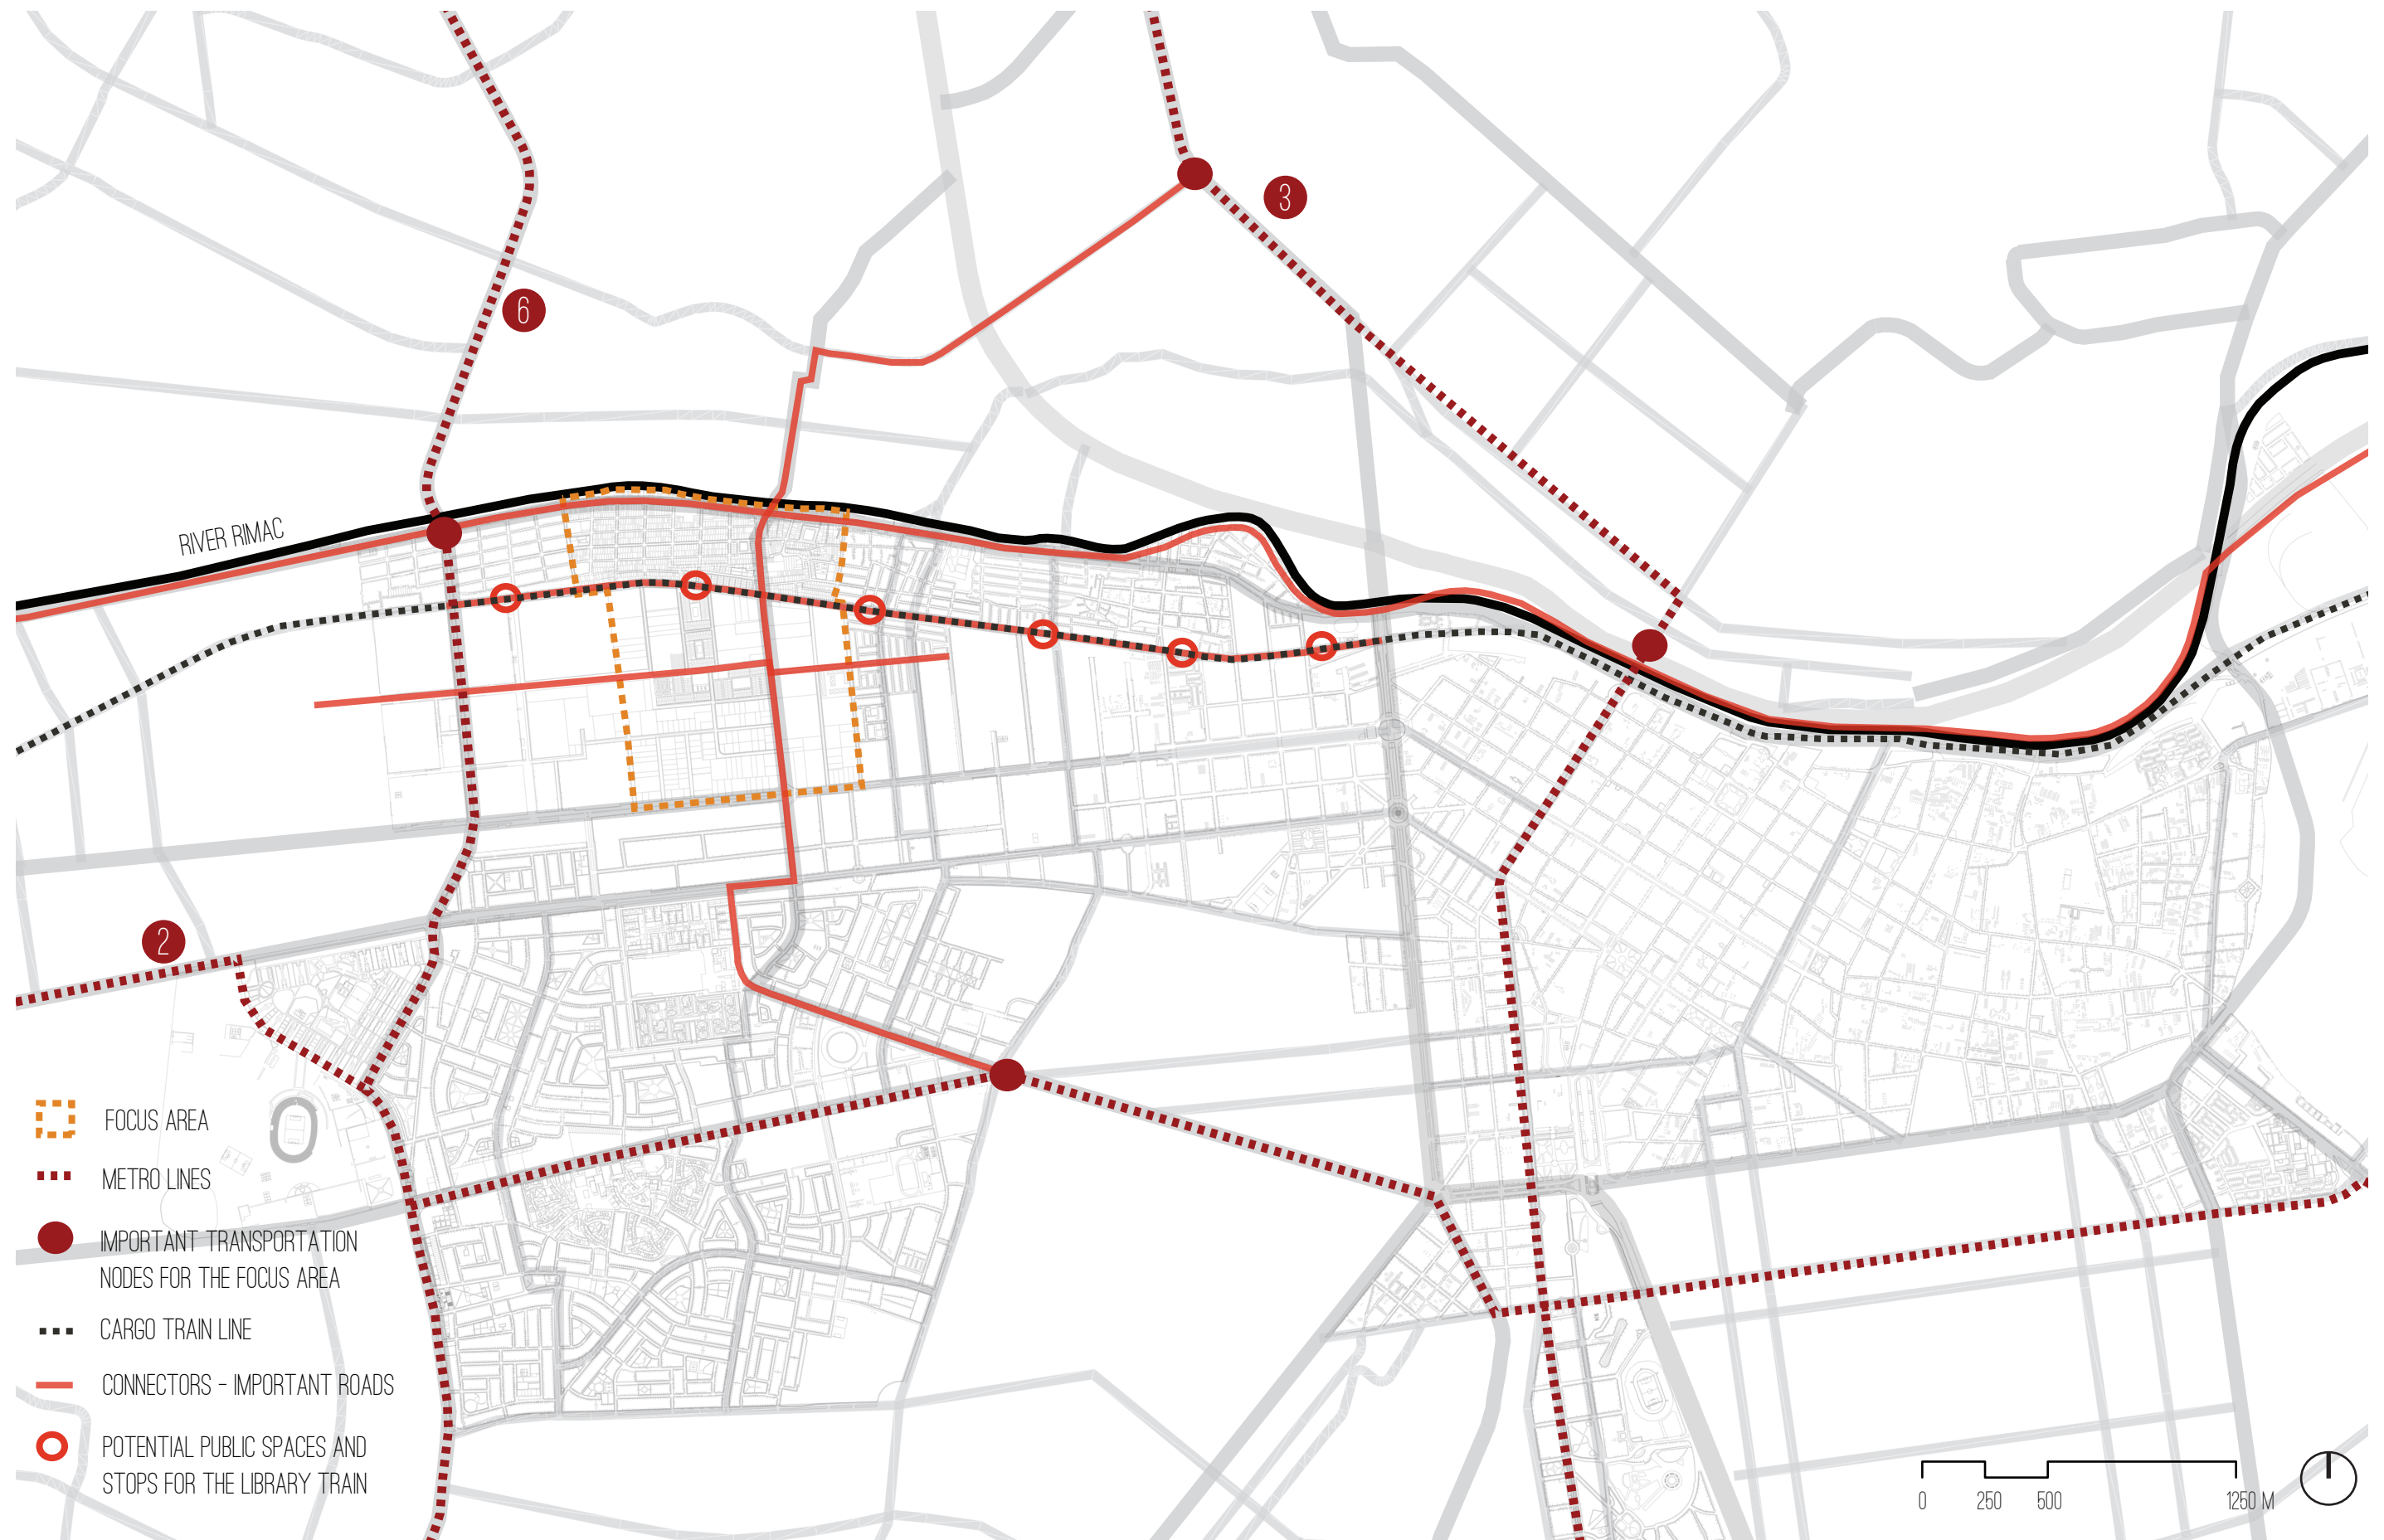 3
6
RIVER RIMAC
2
FOCUS AREA
METRO LINES
IMPORTANT TRANSPORTATION
NODES FOR THE FOCUS AREA
CARGO TRAIN LINE
CONNECTORS - IMPORTANT ROADS
POTENTIAL PUBLIC SPACES AND
STOPS FOR THE LIBRARY TRAIN
0 250 500 1250 M